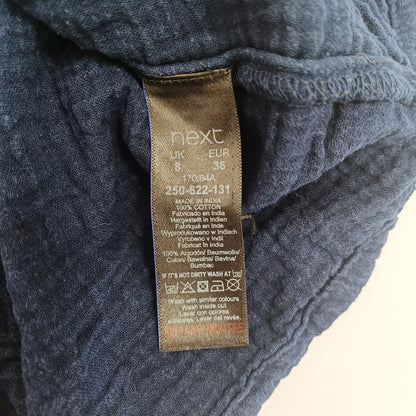 next
UK EUR
8 36
170/84A
250-622-131
MADE IN INDIA
100% COTTON
Fabricado en India
Hergestellt in Indien
Fabriqué en Inde
Wyprodukowano w Indiach
Vyrobeno v Indii
Fabricat în India
100% Algodón/Baumwolle/
Coton/Bawełna/Bavlna/
Bumbac
IF IT'S NOT DIRTY WASH AT
Wash with similar colours
Wash inside out
Lavar con colores
similares. Lavar del revés.